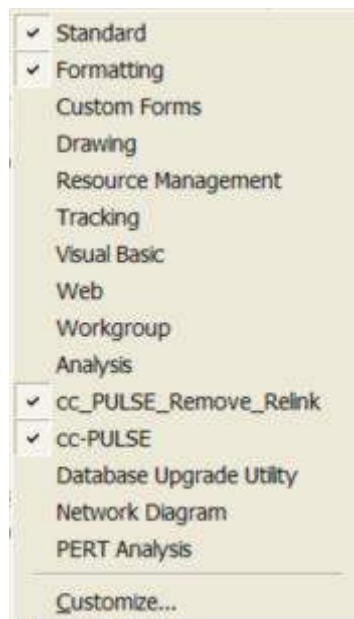 Standard
Formatting
Custom Forms
Drawing
Resource Management
Tracking
Visual Basic
Web
Workgroup
Analysis
cc_PULSE_Remove_Relink
cc-PULSE
Database Upgrade Utility
Network Diagram
PERT Analysis
Customize...